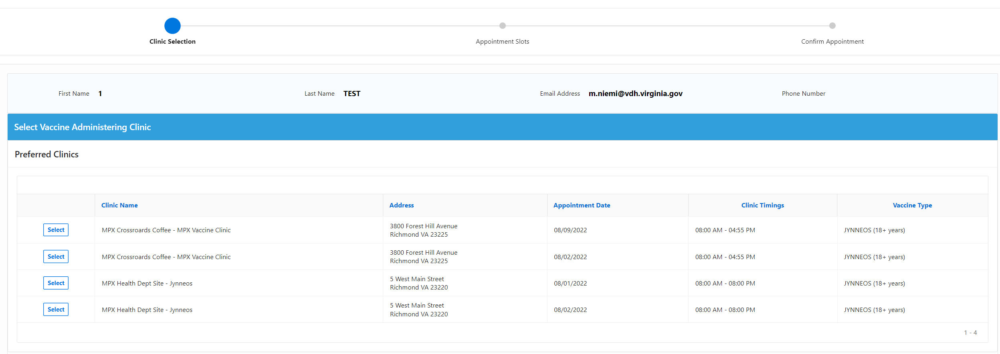 Clinic Selection
Appointment Slots
Confirm Appointment
First Name 1 Last Name TEST Email Address m.niemi@vdh.virginia.gov Phone Number
Select Vaccine Administering Clinic
Preferred Clinics
Clinic Name Address Appointment Date Clinic Timings Vaccine Type
Select MPX Crossroards Coffee - MPX Vaccine Clinic 3800 Forest Hill Avenue
Richmond VA 23225 08/09/2022 08:00 AM - 04:55 PM JYNNEOS (18+ years)
Select MPX Crossroards Coffee - MPX Vaccine Clinic 3800 Forest Hill Avenue
Richmond VA 23225 08/02/2022 08:00 AM - 04:55 PM JYNNEOS (18+ years)
Select MPX Health Dept Site - Jynneos 5 West Main Street
Richmond VA 23220 08/01/2022 08:00 AM - 08:00 PM JYNNEOS (18+ years)
Select MPX Health Dept Site - Jynneos 5 West Main Street
Richmond VA 23220 08/02/2022 08:00 AM - 08:00 PM JYNNEOS (18+ years)
1 - 4